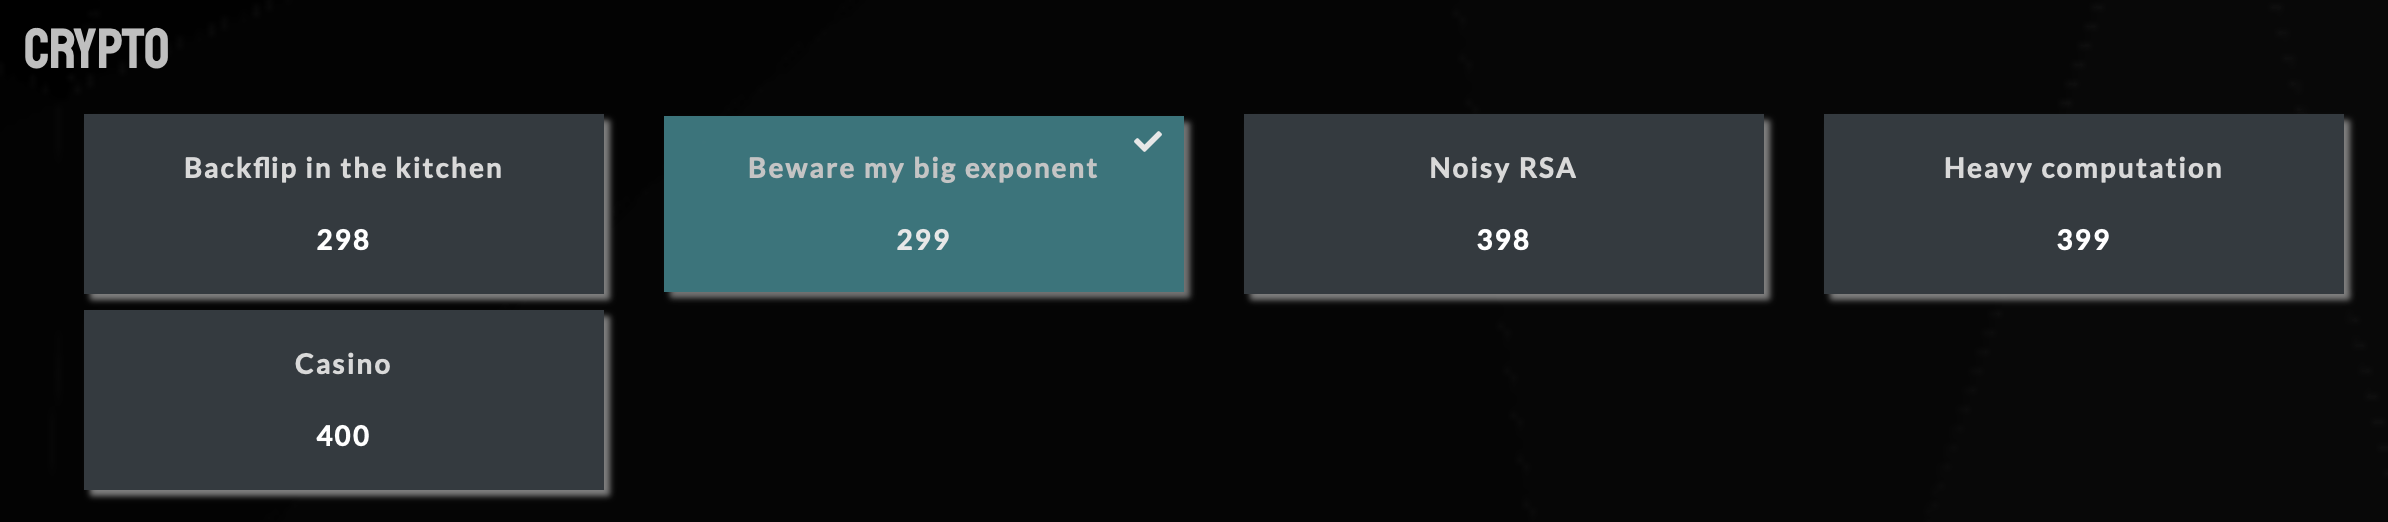 CRYPTO
Backflip in the kitchen
298
Beware my big exponent
299
Noisy RSA
398
Heavy computation
399
Casino
400